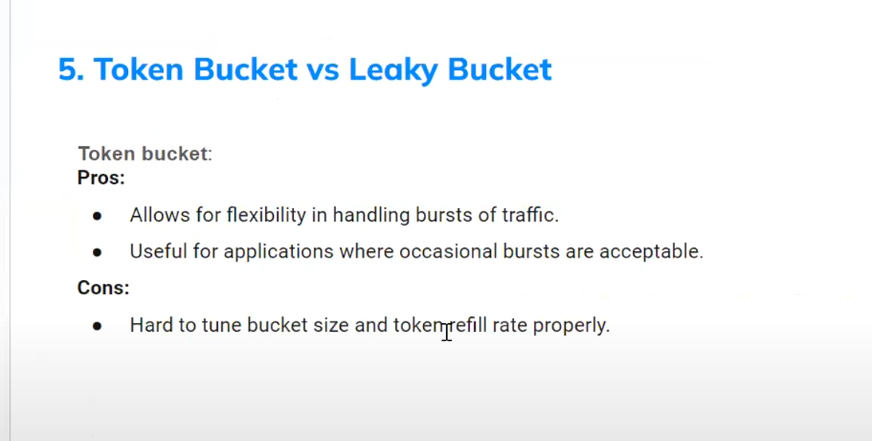 5. Token Bucket vs Leaky Bucket
Token bucket:
Pros:
● Allows for flexibility in handling bursts of traffic.
● Useful for applications where occasional bursts are acceptable.
Cons:
● Hard to tune bucket size and token refill rate properly.